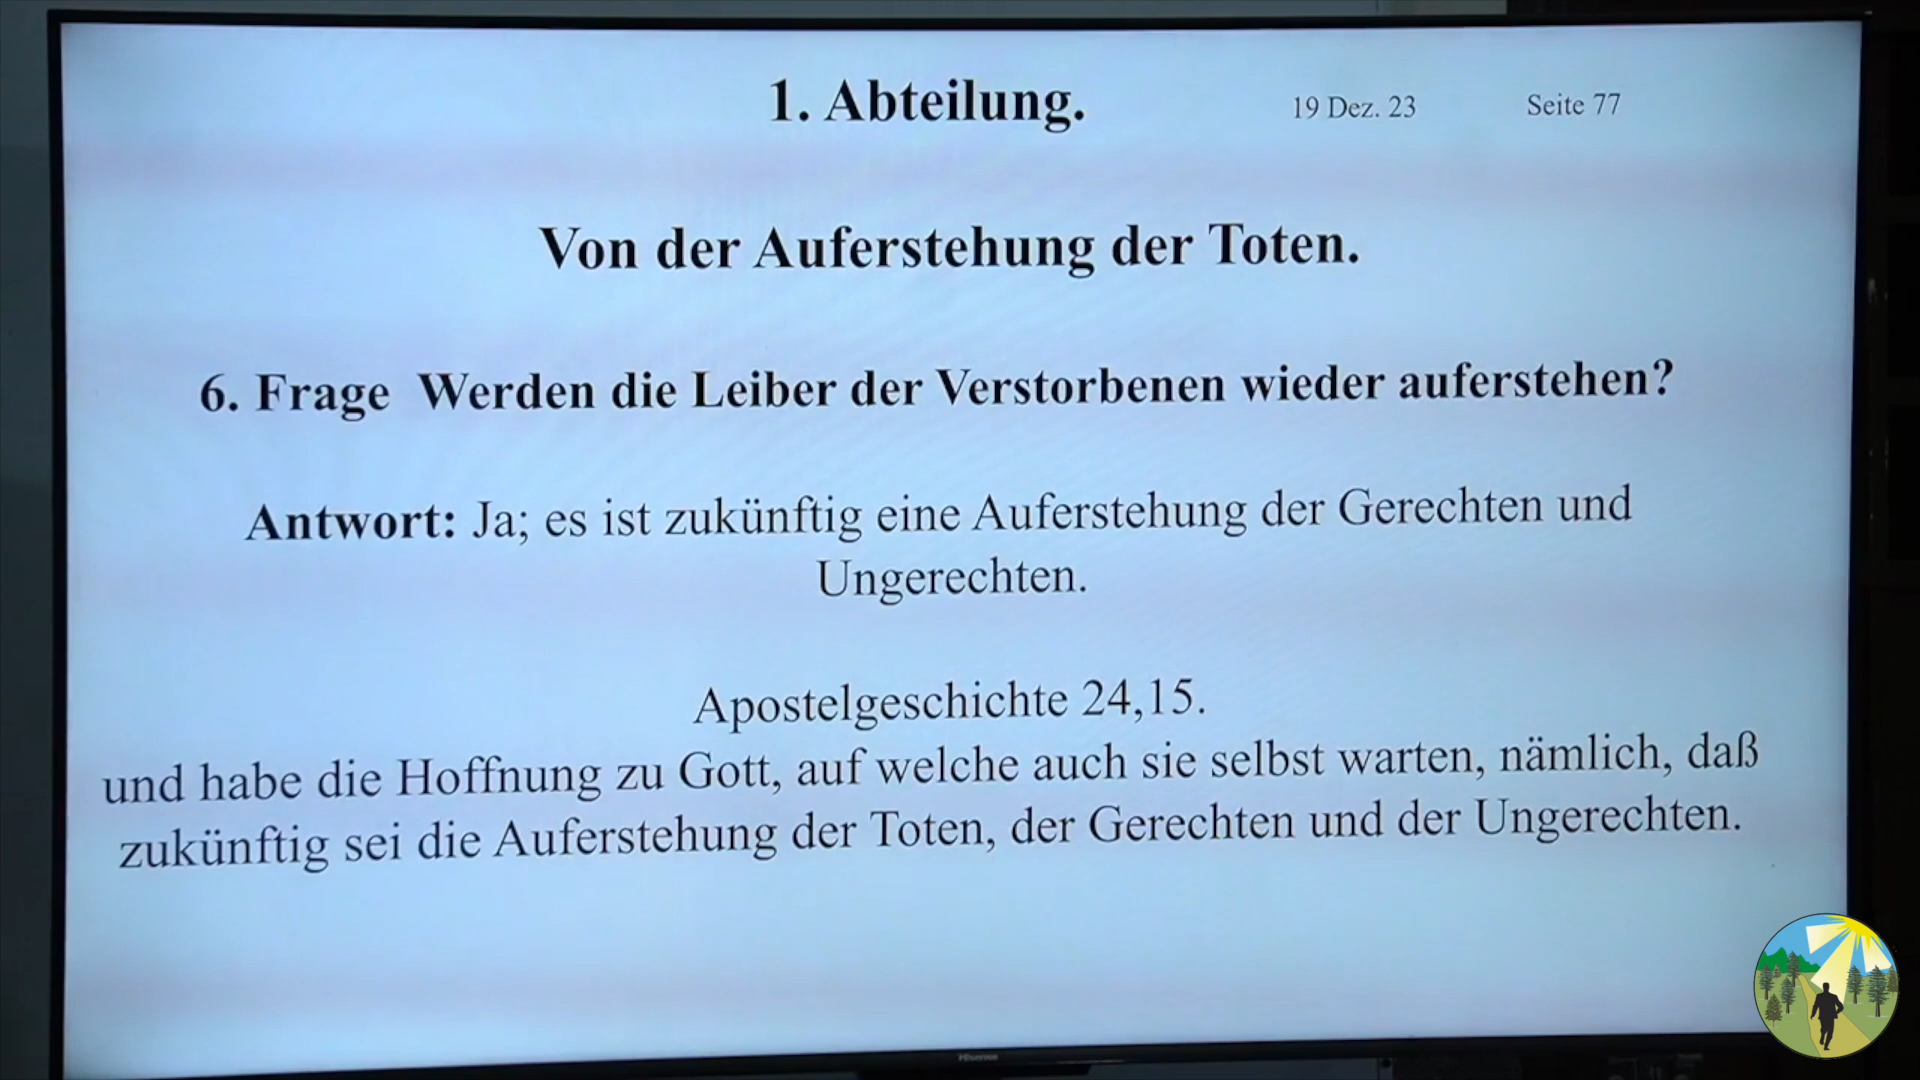 1. Abteilung. 19 Dez. 23 Seite 77
Von der Auferstehung der Toten.
6. Frage Werden die Leiber der Verstorbenen wieder auferstehen?
Antwort: Ja; es ist zukünftig eine Auferstehung der Gerechten und
Ungerechten.
Apostelgeschichte 24,15.
und habe die Hoffnung zu Gott, auf welche auch sie selbst warten, nämlich, daß
zukünftig sei die Auferstehung der Toten, der Gerechten und der Ungerechten.
Hisense